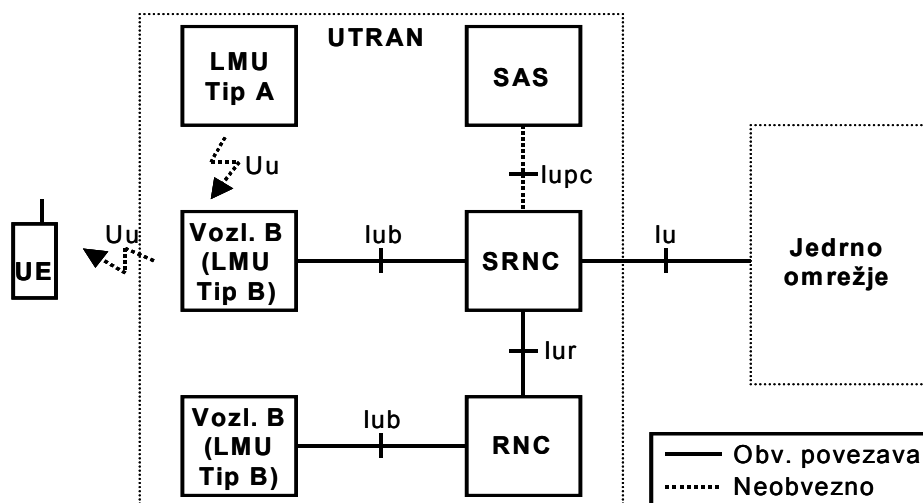 UTRAN
LMU
Tip A
SAS
Uu
Iupc
UE
Uu
Vozl. B
(LMU
Tip B)
Iub
SRNC
Iu
Jedrno
omrežje
Iur
Vozl. B
(LMU
Tip B)
Iub
RNC
Obv. povezava
Neobvezno